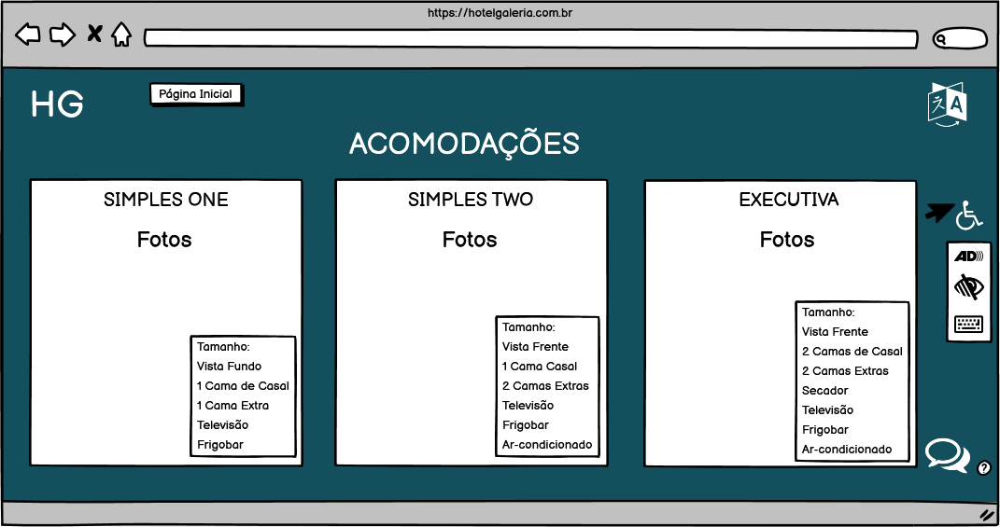 https://hotelgaleria.com.br
HG
Página Inicial
A
ACOMODAÇÕES
SIMPLES ONE
Fotos
Tamanho:
Vista Fundo
1 Cama de Casal
1 Cama Extra
Televisão
Frigobar
SIMPLES TWO
Fotos
Tamanho:
Vista Frente
1 Cama Casal
2 Camas Extras
Televisão
Frigobar
Ar-condicionado
EXECUTIVA
Fotos
Tamanho:
Vista Frente
2 Camas de Casal
2 Camas Extras
Secador
Televisão
Frigobar
Ar-condicionado
AD
?